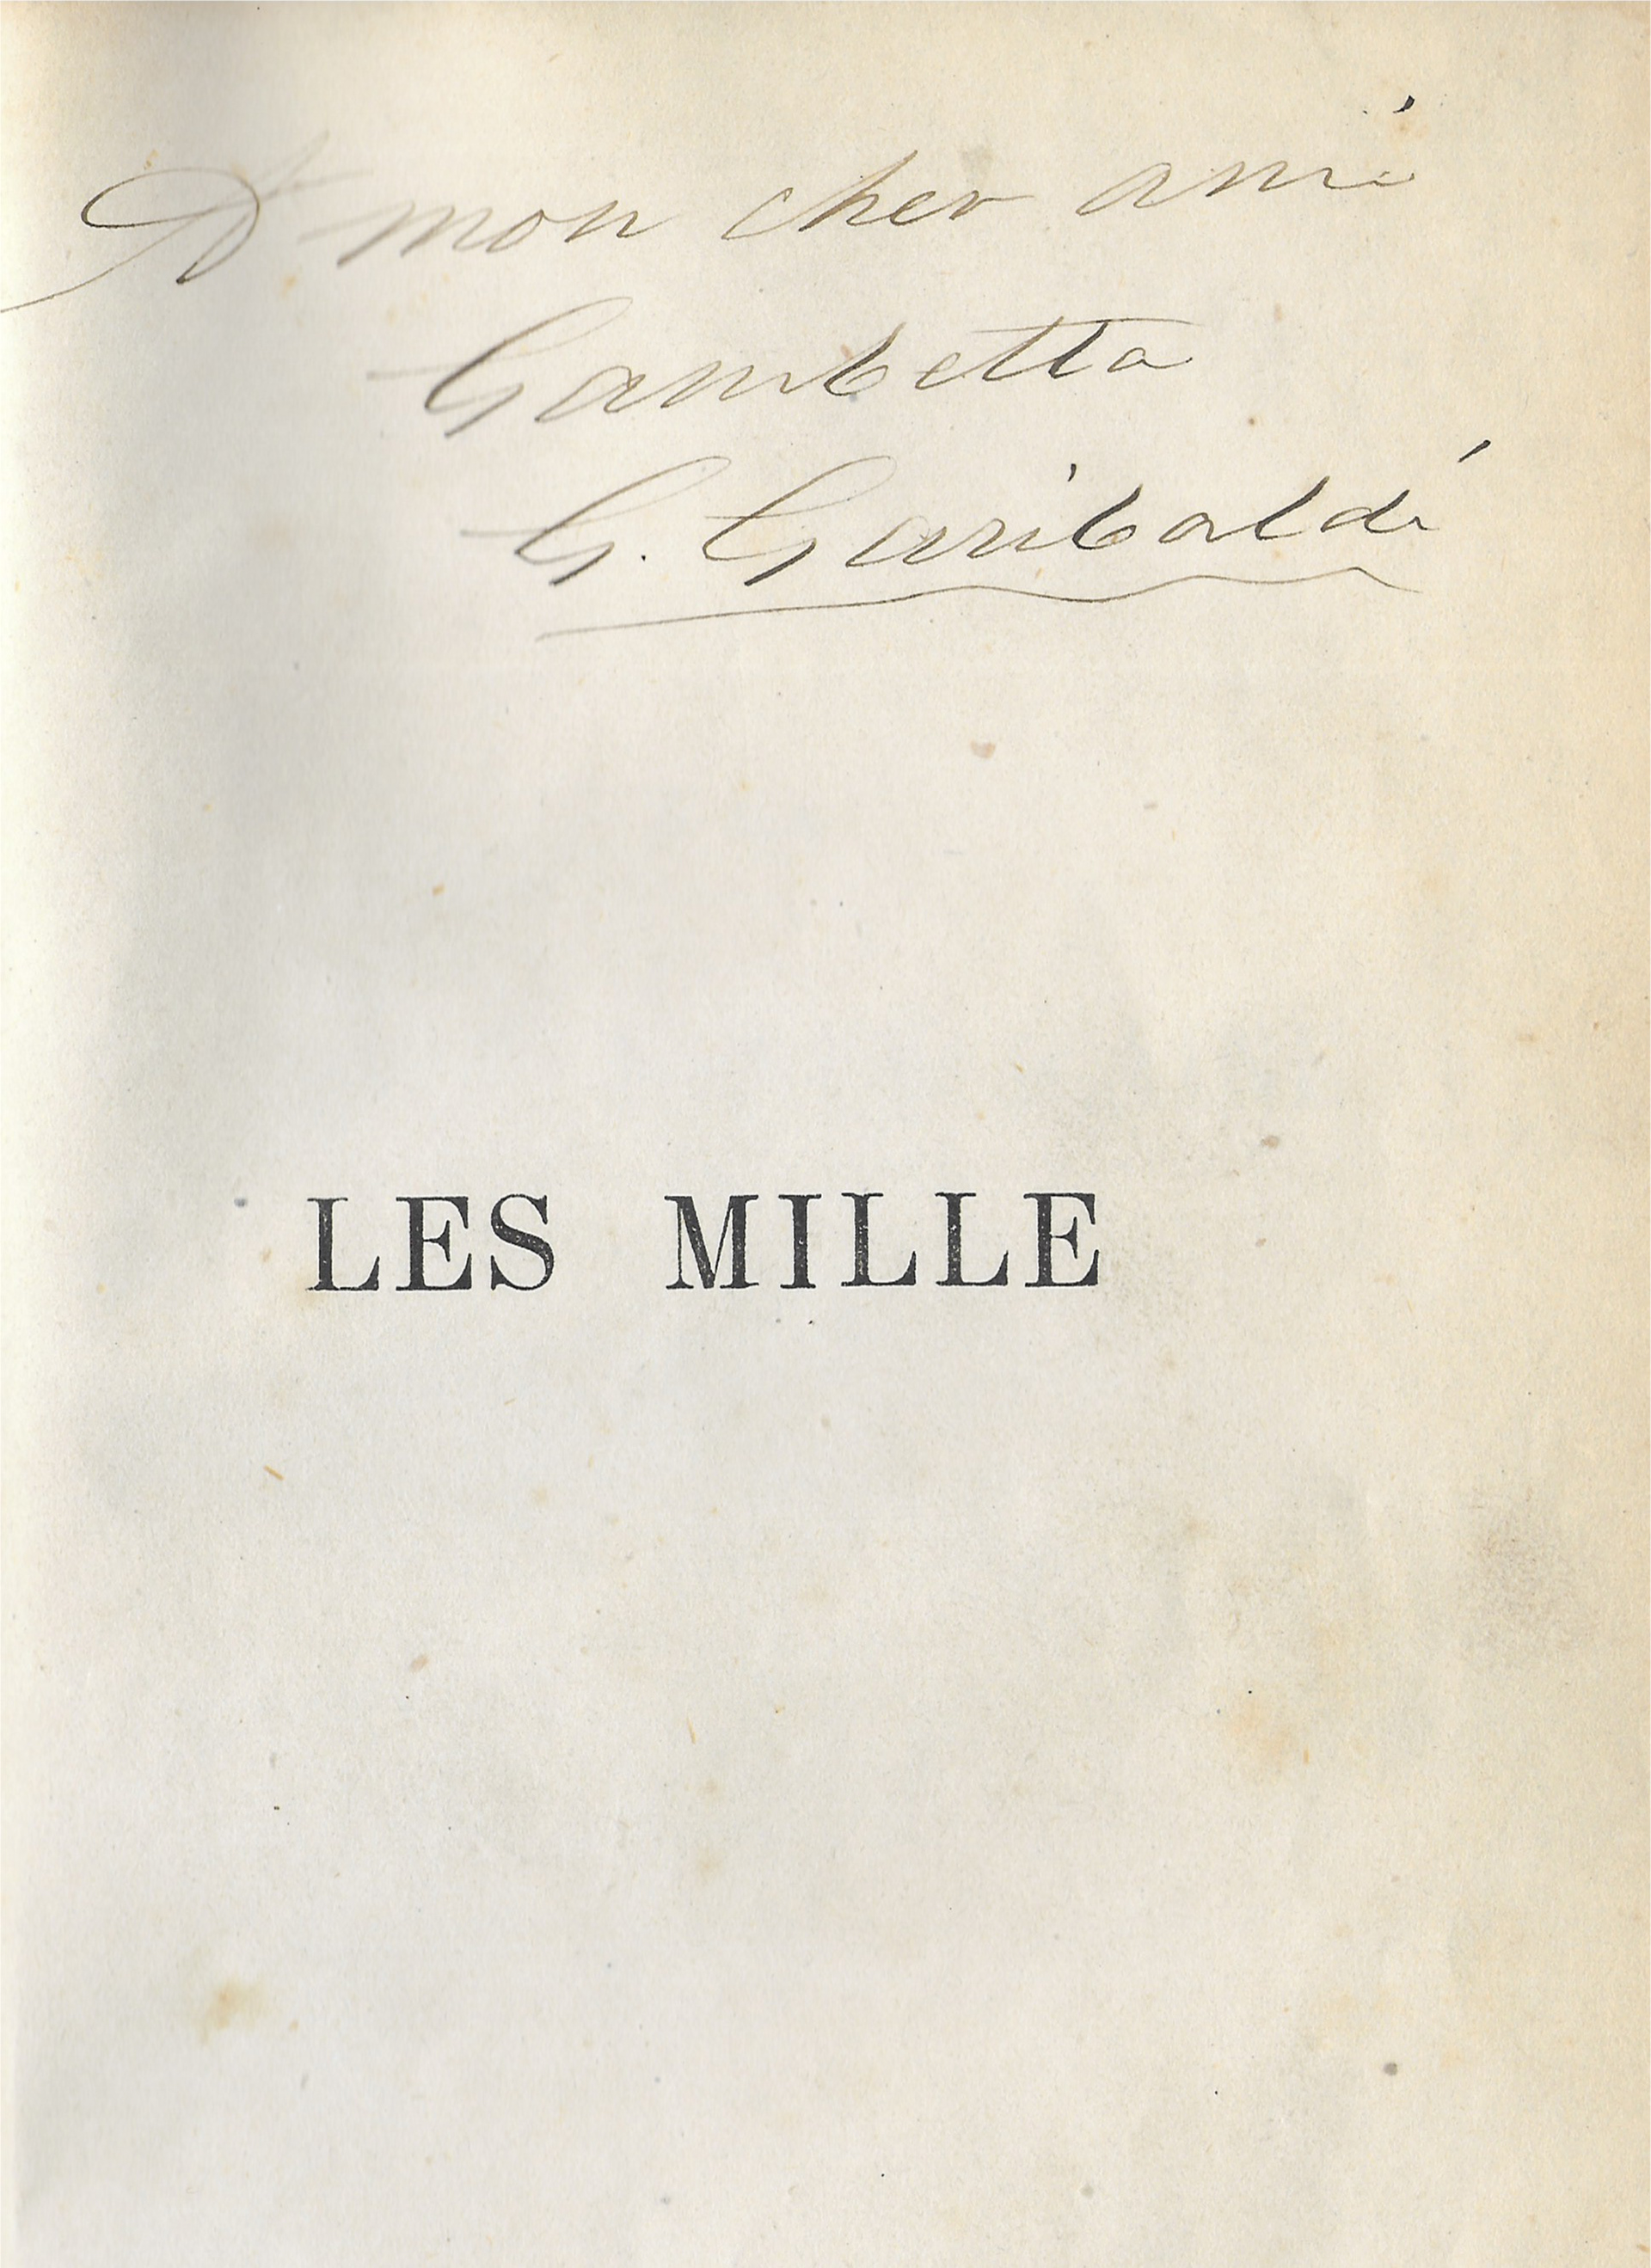 A mon cher ami
Gambetta
G. Garibaldi
LES MILLE